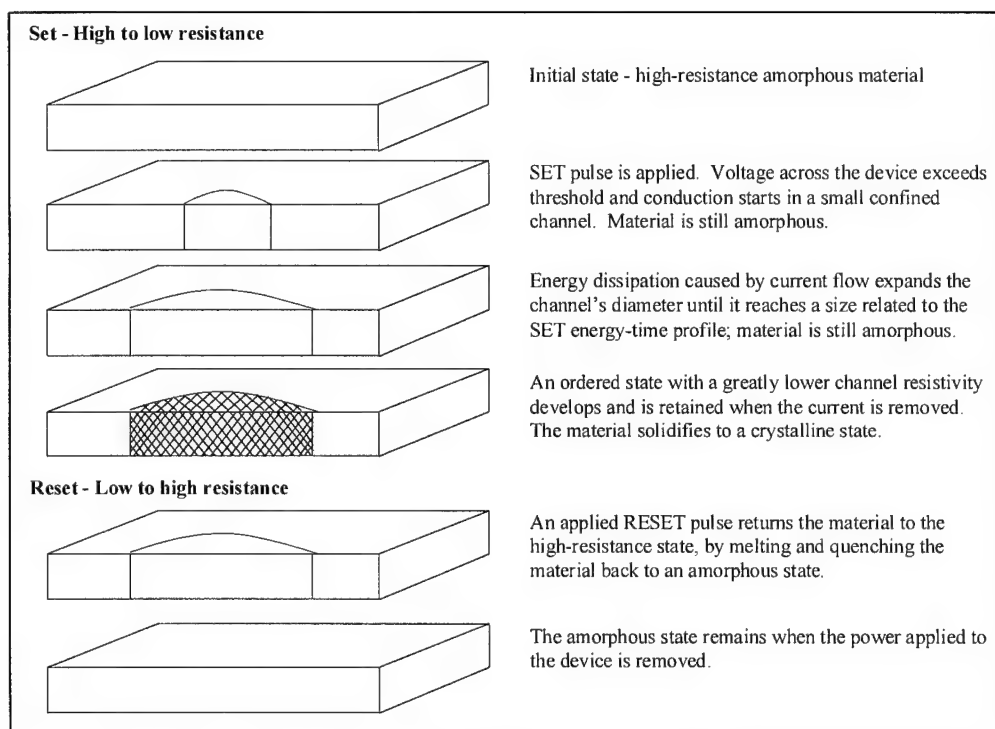 Set - High to low resistance
Initial state - high-resistance amorphous material
SET pulse is applied. Voltage across the device exceeds
threshold and conduction starts in a small confined
channel. Material is still amorphous.
Energy dissipation caused by current flow expands the
channel's diameter until it reaches a size related to the
SET energy-time profile; material is still amorphous.
An ordered state with a greatly lower channel resistivity
develops and is retained when the current is removed.
The material solidifies to a crystalline state.
Reset - Low to high resistance
An applied RESET pulse returns the material to the
high-resistance state, by melting and quenching the
material back to an amorphous state.
The amorphous state remains when the power applied to
the device is removed.